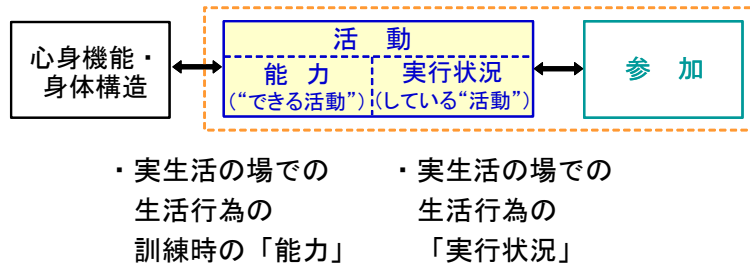 心身機能・
身体構造
活 動
能 力
(“できる活動”)
実行状況
(している“活動”)
参 加
・実生活の場での
生活行為の
訓練時の「能力」
・実生活の場での
生活行為の
「実行状況」